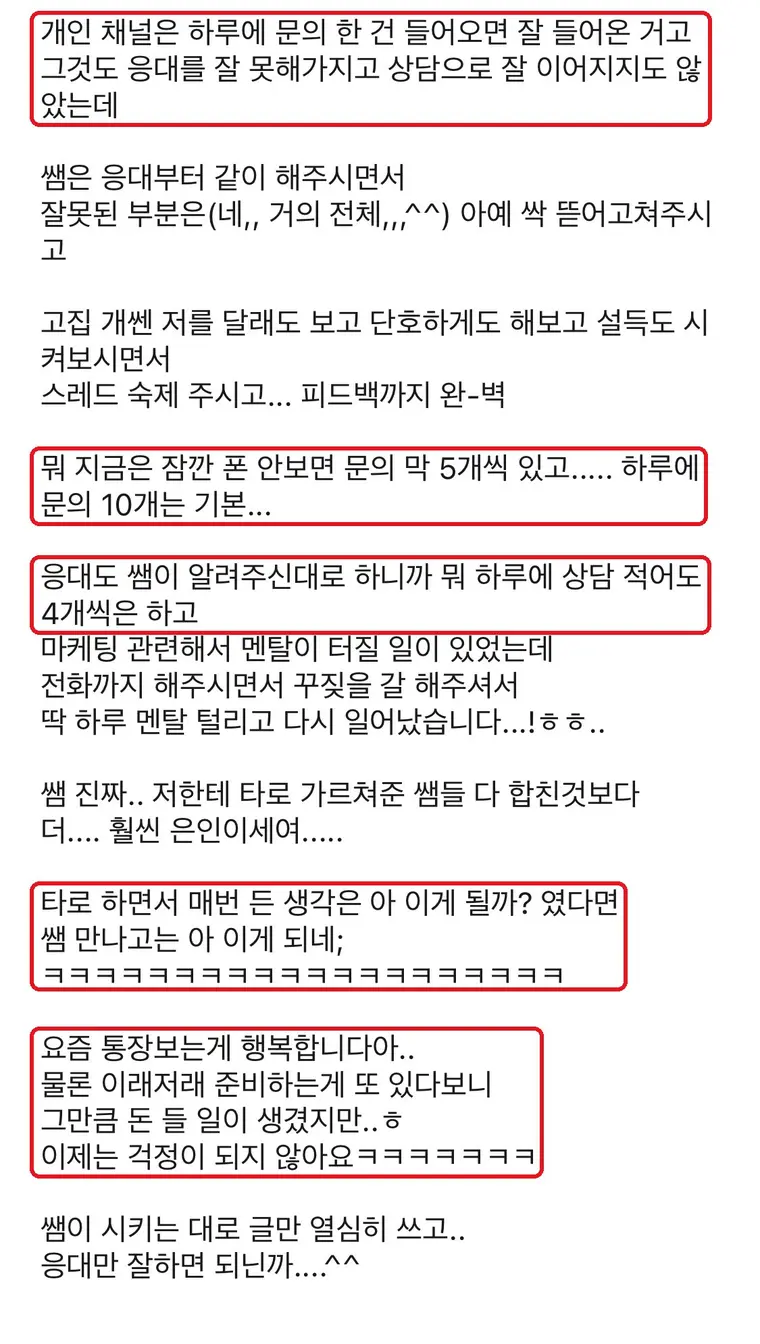 개인 채널은 하루에 문의 한 건 들어오면 잘 들어온 거고
그것도 응대를 잘 못해가지고 상담으로 잘 이어지지도 않
았는데
쌤은 응대부터 같이 해주시면서
잘못된 부분은(네,, 거의 전체,,,^^) 아예 싹 뜯어고쳐주시
고
고집 개쎈 저를 달래도 보고 단호하게도 해보고 설득도 시
켜보시면서
스레드 숙제 주시고... 피드백까지 완-벽
뭐 지금은 잠깐 폰 안보면 문의 막 5개씩 있고..... 하루에
문의 10개는 기본...
응대도 쌤이 알려주신대로 하니까 뭐 하루에 상담 적어도
4개씩은 하고
마케팅 관련해서 멘탈이 터질 일이 있었는데
전화까지 해주시면서 꾸짖을 갈 해주셔서
딱 하루 멘탈 털리고 다시 일어났습니다...!ㅎㅎ..
쌤 진짜.. 저한테 타로 가르쳐준 쌤들 다 합친것보다
더.... 훨씬 은인이세여.....
타로 하면서 매번 든 생각은 아 이게 될까? 였다면
쌤 만나고는 아 이게 되네;
ㅋㅋㅋㅋㅋㅋㅋㅋㅋㅋㅋㅋㅋㅋㅋㅋㅋㅋㅋㅋ
요즘 통장보는게 행복합니다아..
물론 이래저래 준비하는게 또 있다보니
그만큼 돈 들 일이 생겼지만..ㅎ
이제는 걱정이 되지 않아요ㅋㅋㅋㅋㅋㅋㅋ
쌤이 시키는 대로 글만 열심히 쓰고..
응대만 잘하면 되닌까....^^